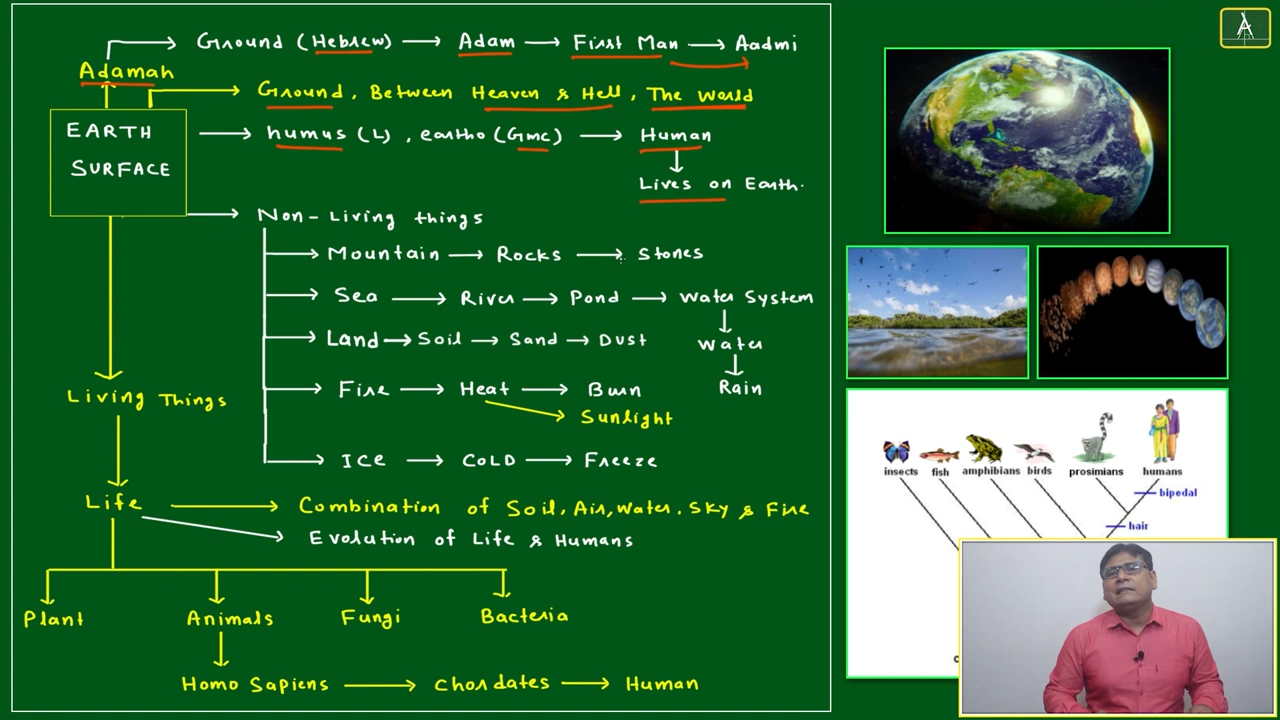 Ground (Hebrew) → Adam → First Man → Aadmi
Adamah
Ground, Between Heaven & Hell, The World
EARTH
SURFACE
humus (L), eartho (Gmc) → Human
Lives on Earth.
Non-Living things
Mountain → Rocks → Stones
Sea → River → Pond → Water System
Land → Soil → Sand → Dust
Water
Fire → Heat → Burn
Rain
Sunlight
Living Things
ICe → COLD → Freeze
Life → Combination of Soil, Air, Water, Sky & Fire
Evolution of Life & Humans
Plant Animals Fungi Bacteria
Homo Sapiens → Chordates → Human
insects fish amphibians birds prosimians humans
bipedal
hair